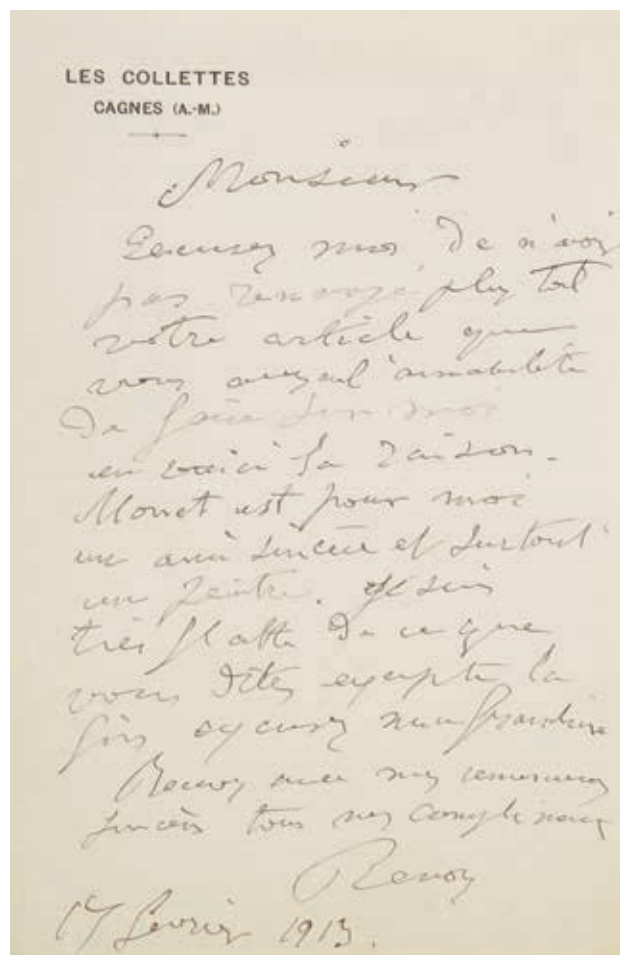 LES COLLETTES
CAGNES (A.-M.)
Monsieur
Excusez moi de n'avoir
pas renvoyé plus tot
votre article que
vous avez eu l'amabilité
de faire sur moi
en voici la raison.
Monet est pour moi
un ami sincère et surtout
un peintre. Je suis
très flatté de ce que
vous dites excepté la
fin excusez ma franchise
Recevez avec mes remerciements
sincères tous mes compliments
Renoir
17 février 1913.